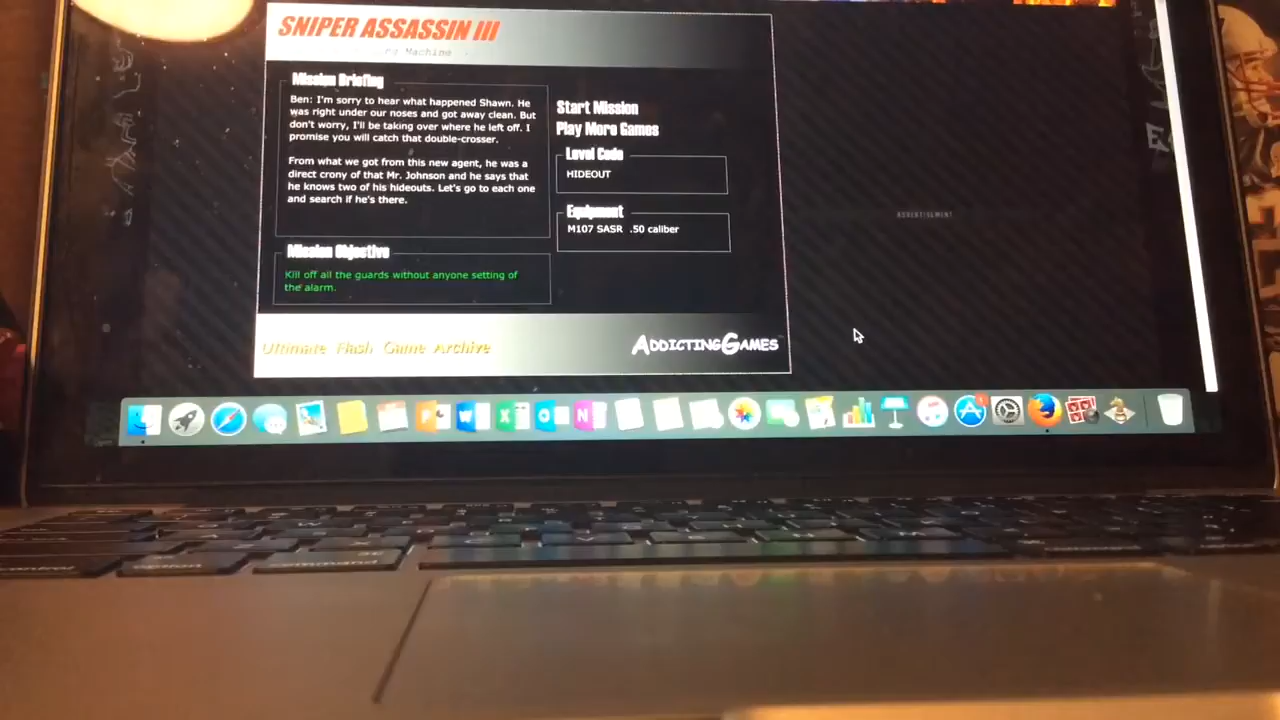 SNIPER ASSASSIN III
Machine
Mission Briefing
Ben: I'm sorry to hear what happened Shawn. He
was right under our noses and got away clean. But
don't worry, I'll be taking over where he left off. I
promise you will catch that double-crosser.
From what we got from this new agent, he was a
direct crony of that Mr. Johnson and he says that
he knows two of his hideouts. Let's go to each one
and search if he's there.
Mission Objective
Kill off all the guards without anyone setting of
the alarm.
Start Mission
Play More Games
Level Code
HIDEOUT
Equipment
M107 SASR .50 caliber
Ultimate Flash Game Archive
ADDICTINGGAMES
ADVERTISEMENT
control
option
command